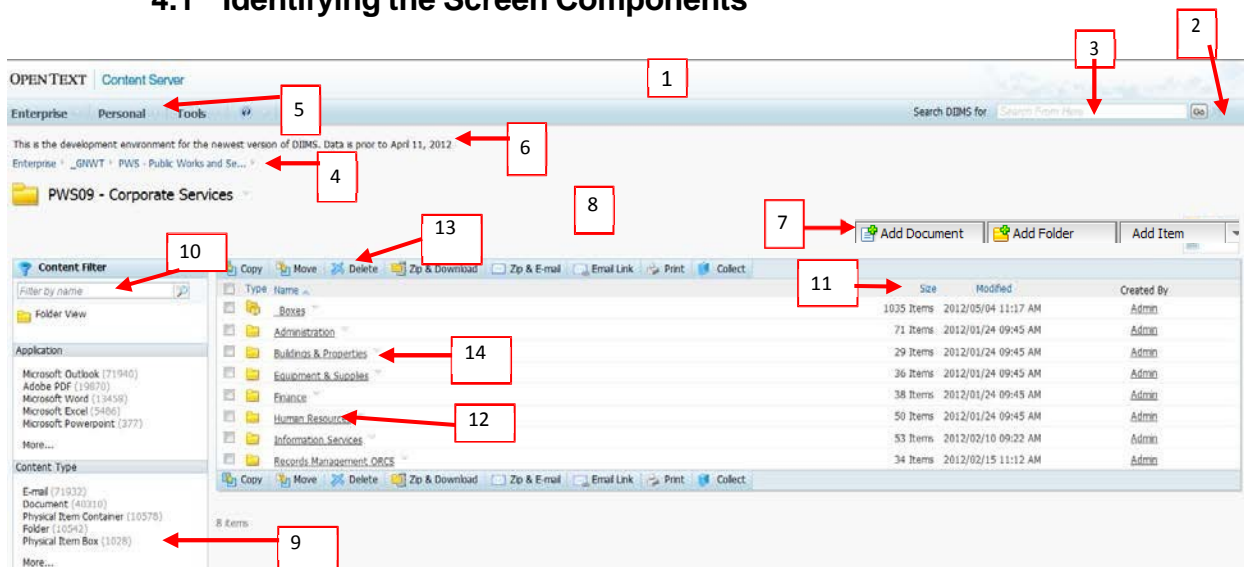 4.1 Identifying the Screen Components
2
3
1
OPENTEXT | Content Server
Enterprise Personal Tools
5
Search DIIMS for Search From Here Go
This is the development environment for the newest version of DIIMS. Data is prior to April 11, 2012
6
Enterprise _GNWT PWS - Public Works and Se...
4
PWS09 - Corporate Services
8
7
13
Add Document Add Folder Add Item
10
Content Filter
Copy Move Delete Zip & Download Zip & E-mail Email Link Print Collect
Filter by name
Type Name Size Modified Created By
11
Folder View
_Boxes 1035 Items 2012/05/04 11:17 AM Admin
Administration 71 Items 2012/01/24 09:45 AM Admin
Application
Buildings & Properties 29 Items 2012/01/24 09:45 AM Admin
14
Microsoft Outlook (71940)
Equipment & Supplies 36 Items 2012/01/24 09:45 AM Admin
Adobe PDF (19870)
Microsoft Word (13458)
Finance 38 Items 2012/01/24 09:45 AM Admin
Microsoft Excel (5486)
Microsoft Powerpoint (377)
Human Resources 50 Items 2012/01/24 09:45 AM Admin
12
More...
Information Services 53 Items 2012/02/10 09:22 AM Admin
Records Management ORCS 34 Items 2012/02/15 11:12 AM Admin
Content Type
Copy Move Delete Zip & Download Zip & E-mail Email Link Print Collect
E-mail (71932)
Document (40310)
Physical Item Container (10578)
Folder (10542)
8 items
Physical Item Box (1028)
9
More...